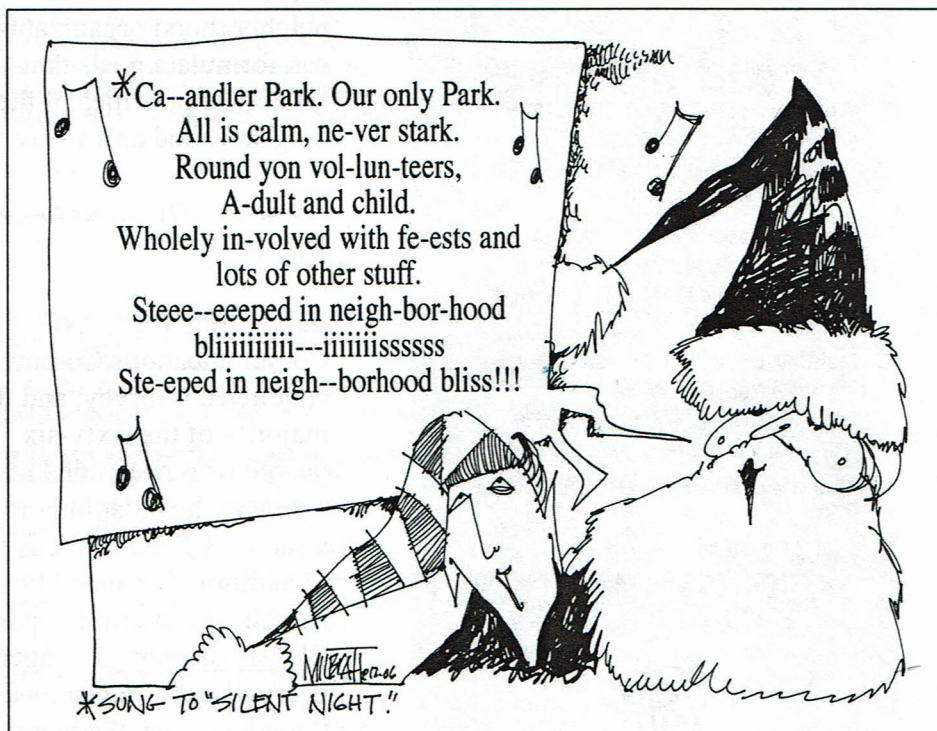 *Ca--andler Park. Our only Park.
All is calm, ne-ver stark.
Round yon vol-lun-teers,
A-dult and child.
Wholely in-volved with fe-ests and
lots of other stuff.
Steee--eeeped in neigh-bor-hood
bliiiiiiiiii---iiiiiiiissssss
Ste-eped in neigh--borhood bliss!!!
*SUNG TO "SILENT NIGHT."